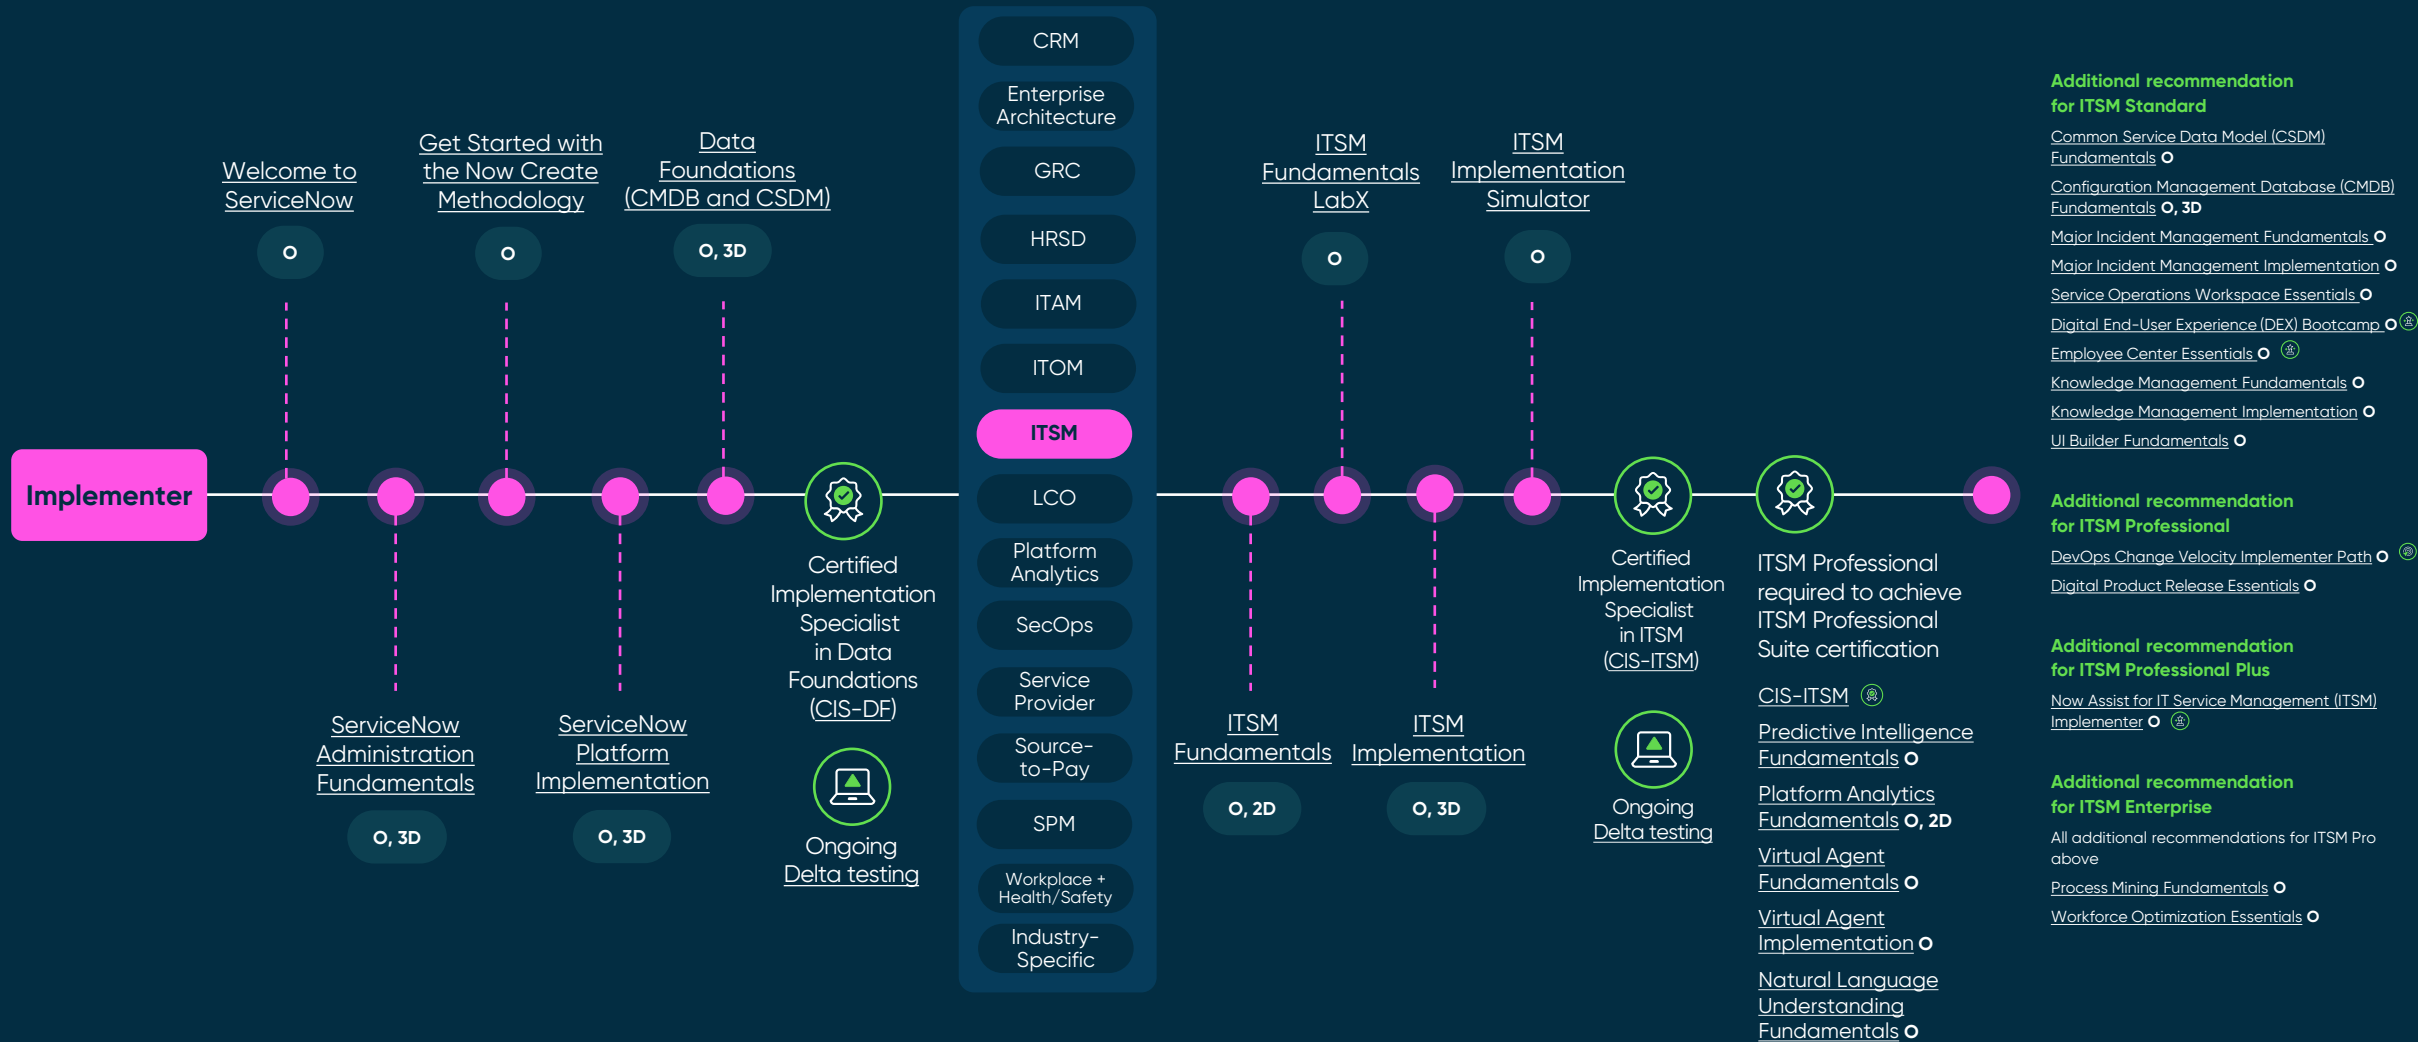 Implementer
Welcome to
ServiceNow
O
ServiceNow
Administration
Fundamentals
O, 3D
Get Started with
the Now Create
Methodology
O
ServiceNow
Platform
Implementation
O, 3D
Data
Foundations
(CMDB and CSDM)
O, 3D
Certified
Implementation
Specialist
in Data
Foundations
(CIS-DF)
Ongoing
Delta testing
CRM
Enterprise
Architecture
GRC
HRSD
ITAM
ITOM
ITSM
LCO
Platform
Analytics
SecOps
Service
Provider
Source-
to-Pay
SPM
Workplace +
Health/Safety
Industry-
Specific
ITSM
Fundamentals
O, 2D
ITSM
Fundamentals
LabX
O
ITSM
Implementation
O, 3D
ITSM
Implementation
Simulator
O
Certified
Implementation
Specialist
in ITSM
(CIS-ITSM)
Ongoing
Delta testing
ITSM Professional
required to achieve
ITSM Professional
Suite certification
CIS-ITSM
Predictive Intelligence
Fundamentals O
Platform Analytics
Fundamentals O, 2D
Virtual Agent
Fundamentals O
Virtual Agent
Implementation O
Natural Language
Understanding
Fundamentals O
Additional recommendation
for ITSM Standard
Common Service Data Model (CSDM)
Fundamentals O
Configuration Management Database (CMDB)
Fundamentals O, 3D
Major Incident Management Fundamentals O
Major Incident Management Implementation O
Service Operations Workspace Essentials O
Digital End-User Experience (DEX) Bootcamp O
Employee Center Essentials O
Knowledge Management Fundamentals O
Knowledge Management Implementation O
UI Builder Fundamentals O
Additional recommendation
for ITSM Professional
DevOps Change Velocity Implementer Path O
Digital Product Release Essentials O
Additional recommendation
for ITSM Professional Plus
Now Assist for IT Service Management (ITSM)
Implementer O
Additional recommendation
for ITSM Enterprise
All additional recommendations for ITSM Pro
above
Process Mining Fundamentals O
Workforce Optimization Essentials O